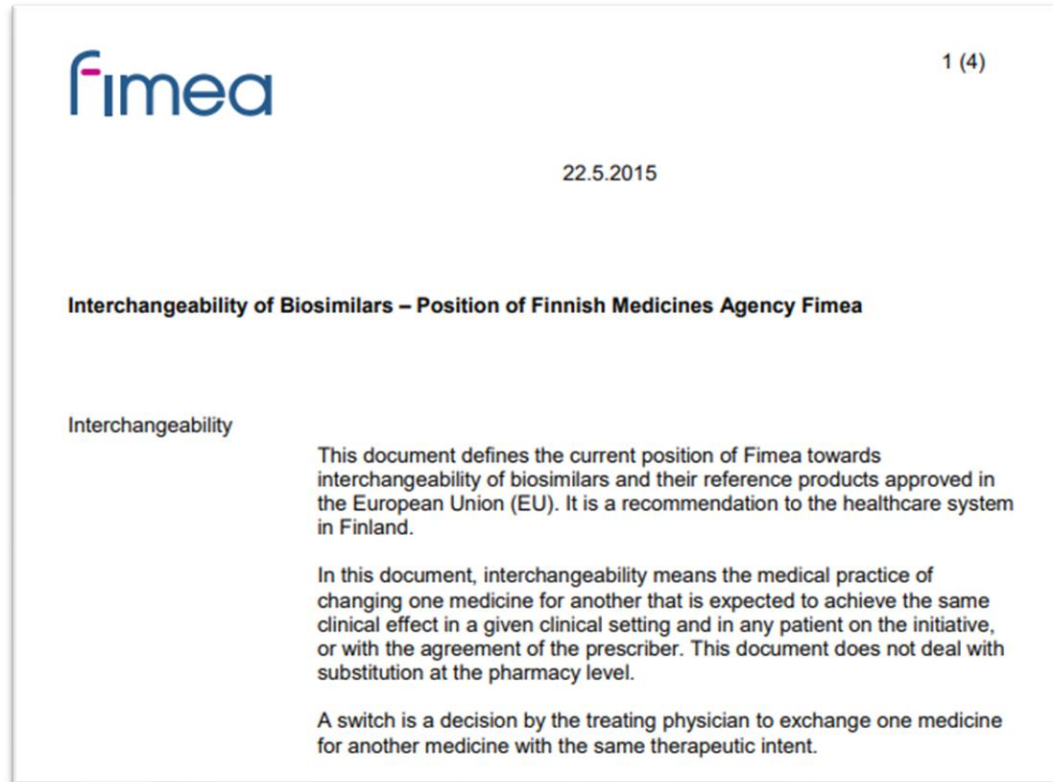 fimea
1 (4)
22.5.2015
Interchangeability of Biosimilars – Position of Finnish Medicines Agency Fimea
Interchangeability
This document defines the current position of Fimea towards
interchangeability of biosimilars and their reference products approved in
the European Union (EU). It is a recommendation to the healthcare system
in Finland.
In this document, interchangeability means the medical practice of
changing one medicine for another that is expected to achieve the same
clinical effect in a given clinical setting and in any patient on the initiative,
or with the agreement of the prescriber. This document does not deal with
substitution at the pharmacy level.
A switch is a decision by the treating physician to exchange one medicine
for another medicine with the same therapeutic intent.